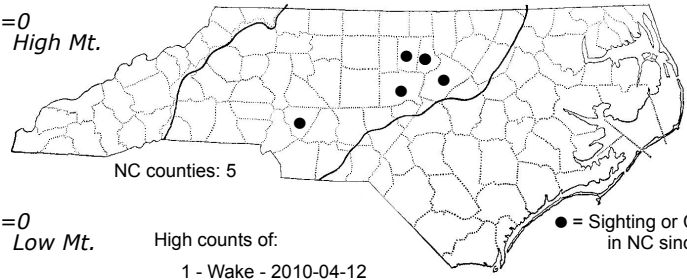 =0
High Mt.
NC counties: 5
=0
Low Mt.
High counts of:
1 - Wake - 2010-04-12
● = Sighting or
in NC